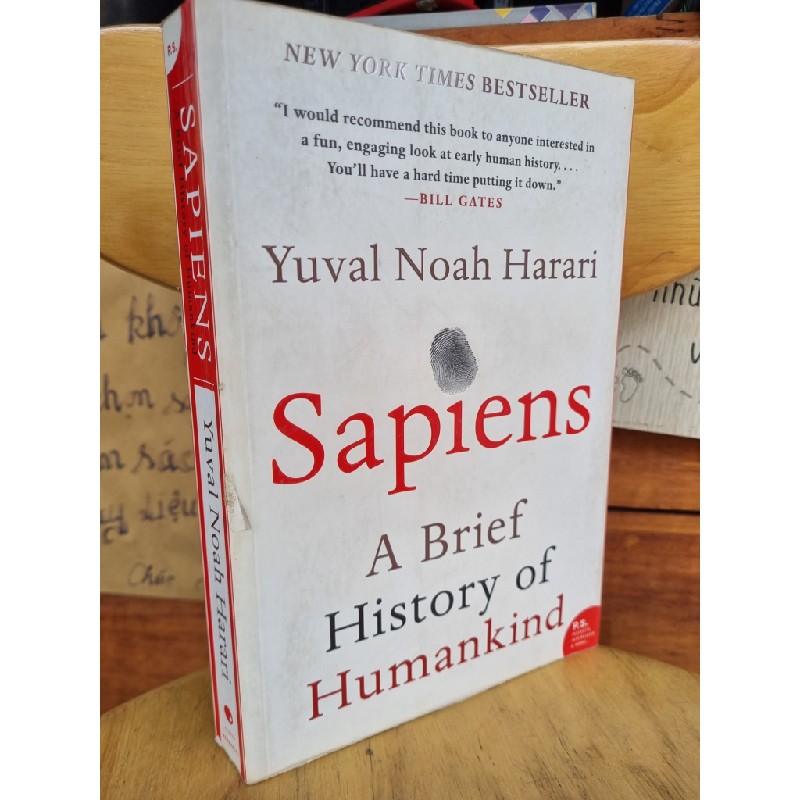 NEW YORK TIMES BESTSELLER
“I would recommend this book to anyone interested in
a fun, engaging look at early human history. . . .
You’ll have a hard time putting it down.”
—BILL GATES
Yuval Noah Harari
Sapiens
A Brief
History of
Humankind
P.S.
P.S.
SAPIENS
Yuval Noah Harari